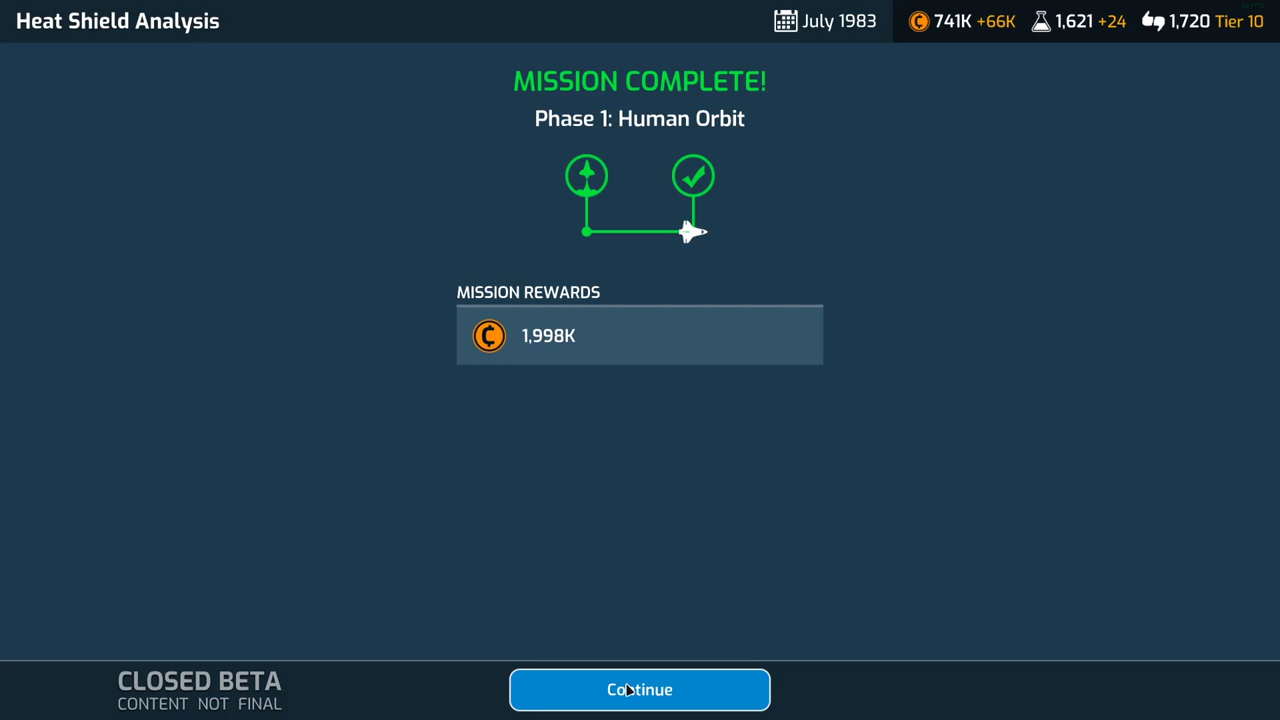 Heat Shield Analysis
July 1983
741K +66K
1,621 +24
1,720 Tier 10
MISSION COMPLETE!
Phase 1: Human Orbit
MISSION REWARDS
1,998K
CLOSED BETA
CONTENT NOT FINAL
Continue